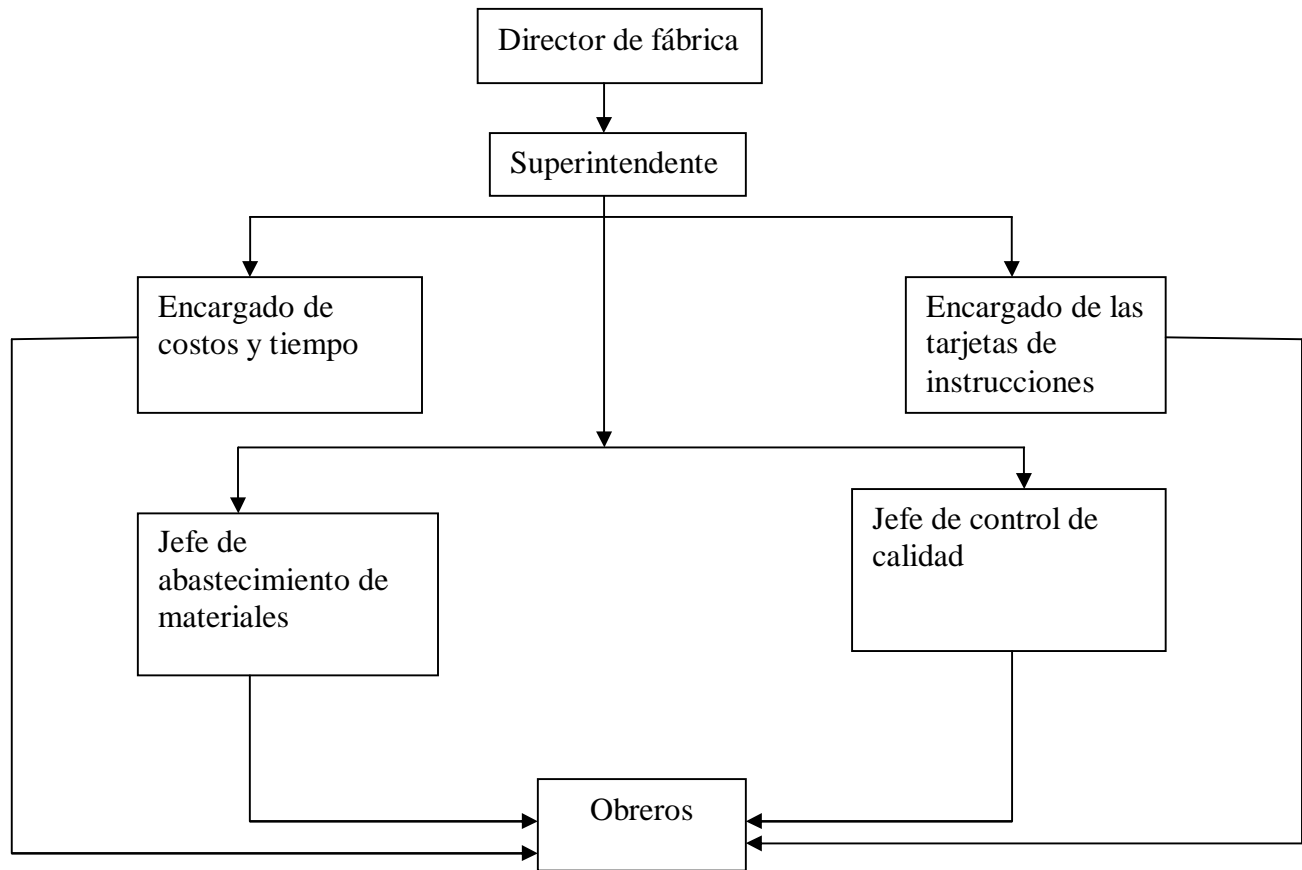 Director de fábrica
Superintendente
Encargado de
costos y tiempo
Encargado de las
tarjetas de
instrucciones
Jefe de
abastecimiento de
materiales
Jefe de control de
calidad
Obreros